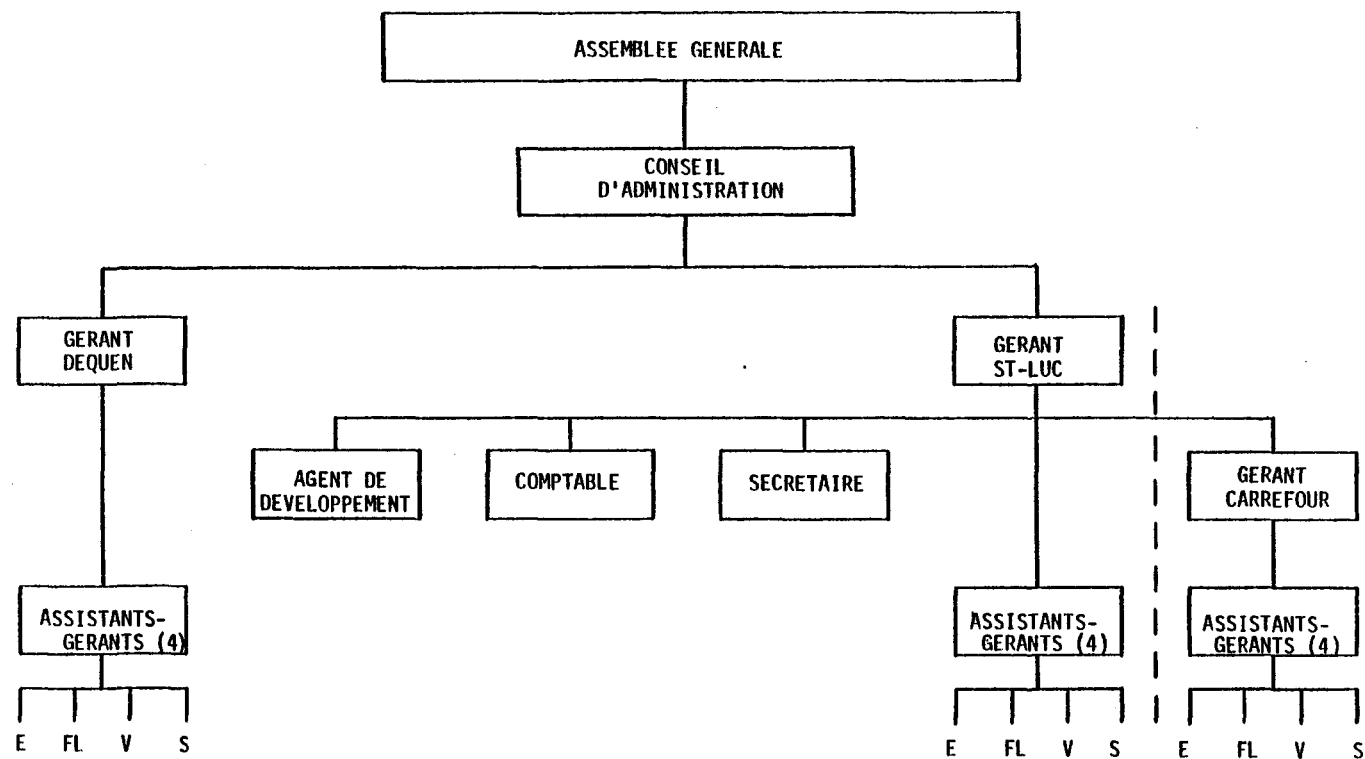 ASSEMBLEE GENERALE
CONSEIL
D'ADMINISTRATION
GERANT
DEQUEN
GERANT
ST-LUC
AGENT DE
DEVELOPPEMENT
COMPTABLE
SECRETAIRE
GERANT
CARREFOUR
ASSISTANTS-
GERANTS (4)
ASSISTANTS-
GERANTS (4)
ASSISTANTS-
GERANTS (4)
E FL V S
E FL V S
E FL V S